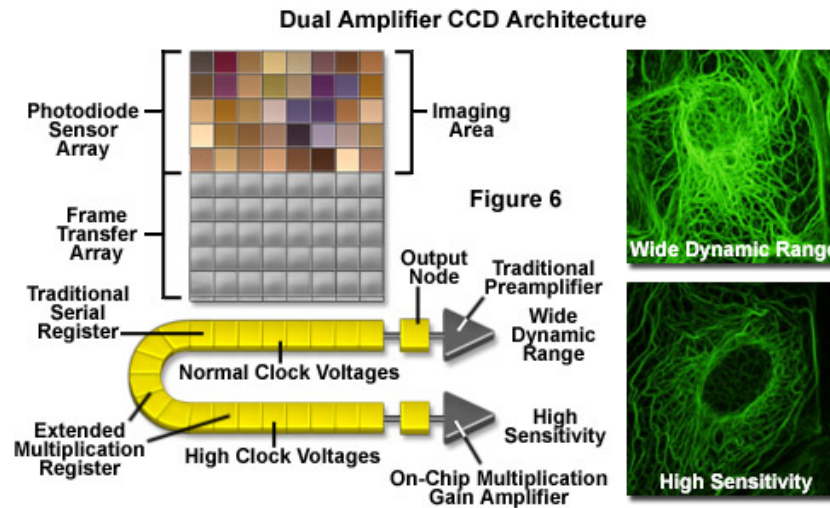 Dual Amplifier CCD Architecture
Photodiode
Sensor
Array
Imaging
Area
Frame
Transfer
Array
Figure 6
Wide Dynamic Range
Output
Node
Traditional
Preamplifier
Traditional
Serial
Register
Wide
Dynamic
Range
Normal Clock Voltages
Extended
Multiplication
Register
High Clock Voltages
High
Sensitivity
On-Chip Multiplication
Gain Amplifier
High Sensitivity